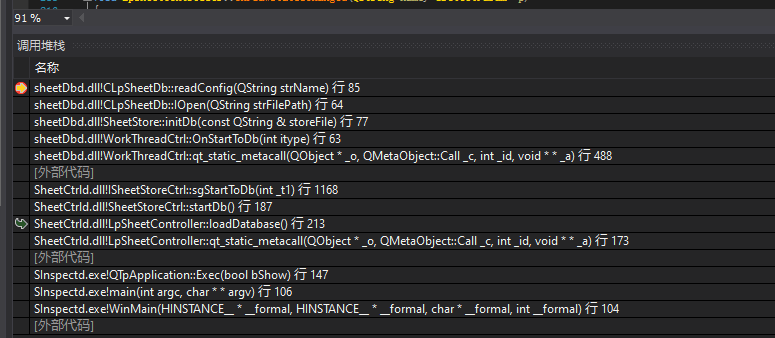 91 %
调用堆栈
名称
sheetDbd.dll!CLpSheetDb::readConfig(QString strName) 行 85
sheetDbd.dll!CLpSheetDb::lOpen(QString strFilePath) 行 64
sheetDbd.dll!SheetStore::initDb(const QString & storeFile) 行 77
sheetDbd.dll!WorkThreadCtrl::OnStartToDb(int itype) 行 63
sheetDbd.dll!WorkThreadCtrl::qt_static_metacall(QObject * _o, QMetaObject::Call _c, int _id, void * * _a) 行 488
[外部代码]
SheetCtrld.dll!ISheetStoreCtrl::sgStartToDb(int _t1) 行 1168
SheetCtrld.dll!SheetStoreCtrl::startDb() 行 187
SheetCtrld.dll!LpSheetController::loadDatabase() 行 213
SheetCtrld.dll!LpSheetController::qt_static_metacall(QObject * _o, QMetaObject::Call _c, int _id, void * * _a) 行 173
[外部代码]
SInspectd.exe!QTpApplication::Exec(bool bShow) 行 147
SInspectd.exe!main(int argc, char * * argv) 行 106
SInspectd.exe!WinMain(HINSTANCE__ * __formal, HINSTANCE__ * __formal, char * __formal, int __formal) 行 104
[外部代码]